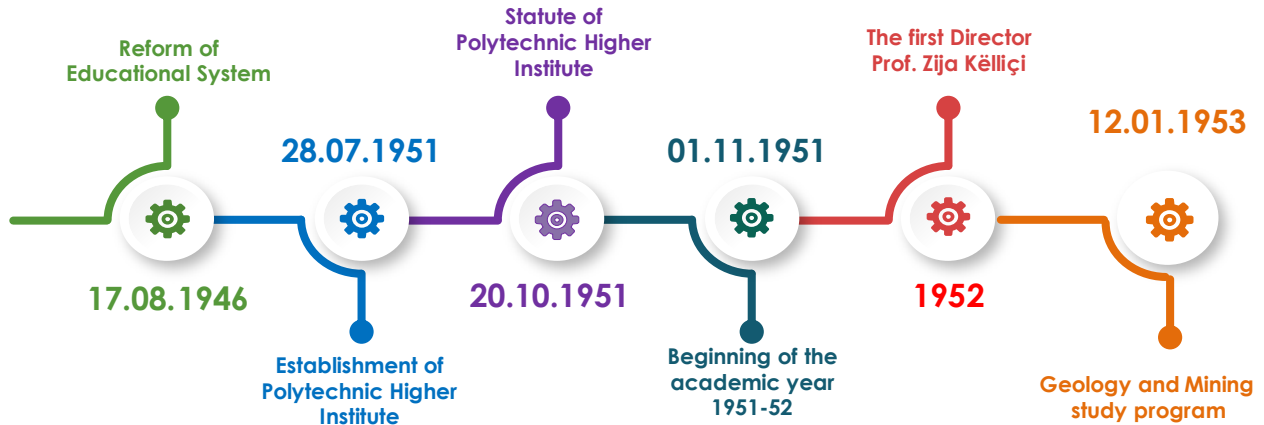 Reform of
Educational System
17.08.1946
28.07.1951
Establishment of
Polytechnic Higher
Institute
Statute of
Polytechnic Higher
Institute
20.10.1951
01.11.1951
Beginning of the
academic year
1951-52
The first Director
Prof. Zija Këlliçi
1952
12.01.1953
Geology and Mining
study program